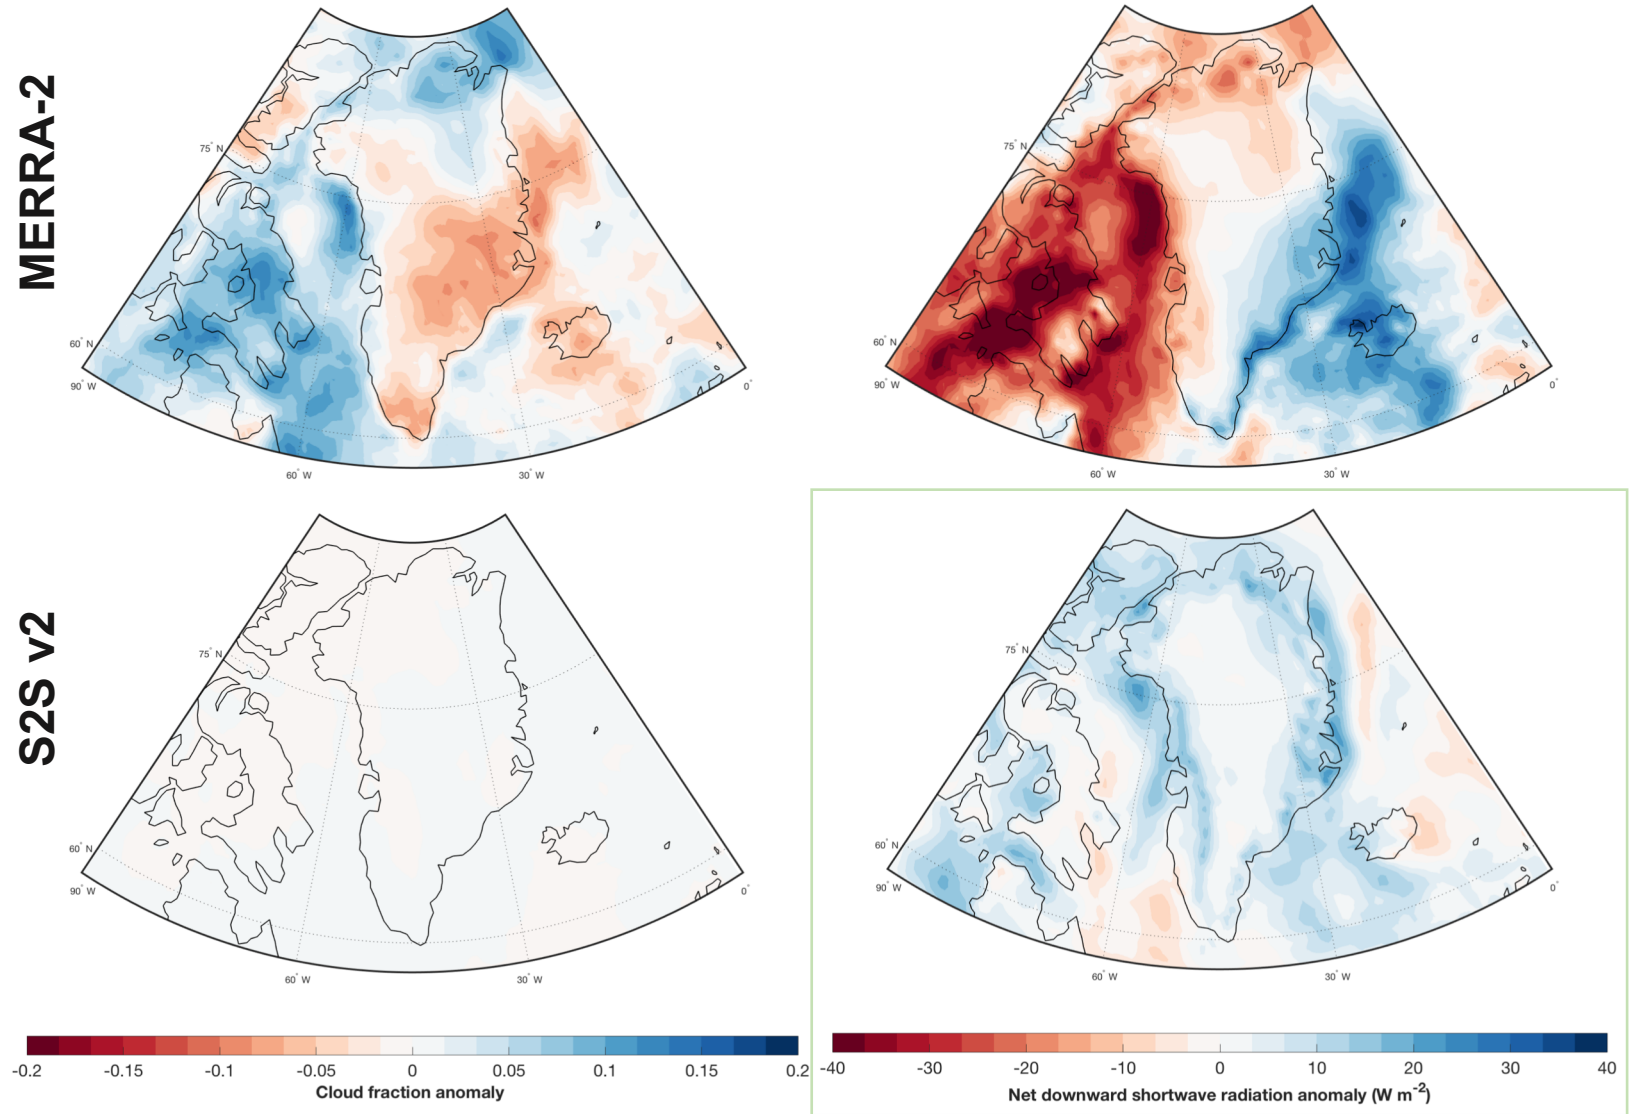 MERRA-2
75° N
60° N
90° W
60° W
30° W
0°
75° N
60° N
90° W
60° W
30° W
0°
S2S v2
75° N
60° N
90° W
60° W
30° W
0°
75° N
60° N
90° W
60° W
30° W
0°
-0.2 -0.15 -0.1 -0.05 0 0.05 0.1 0.15 0.2
Cloud fraction anomaly
-40 -30 -20 -10 0 10 20 30 40
Net downward shortwave radiation anomaly (W m⁻²)